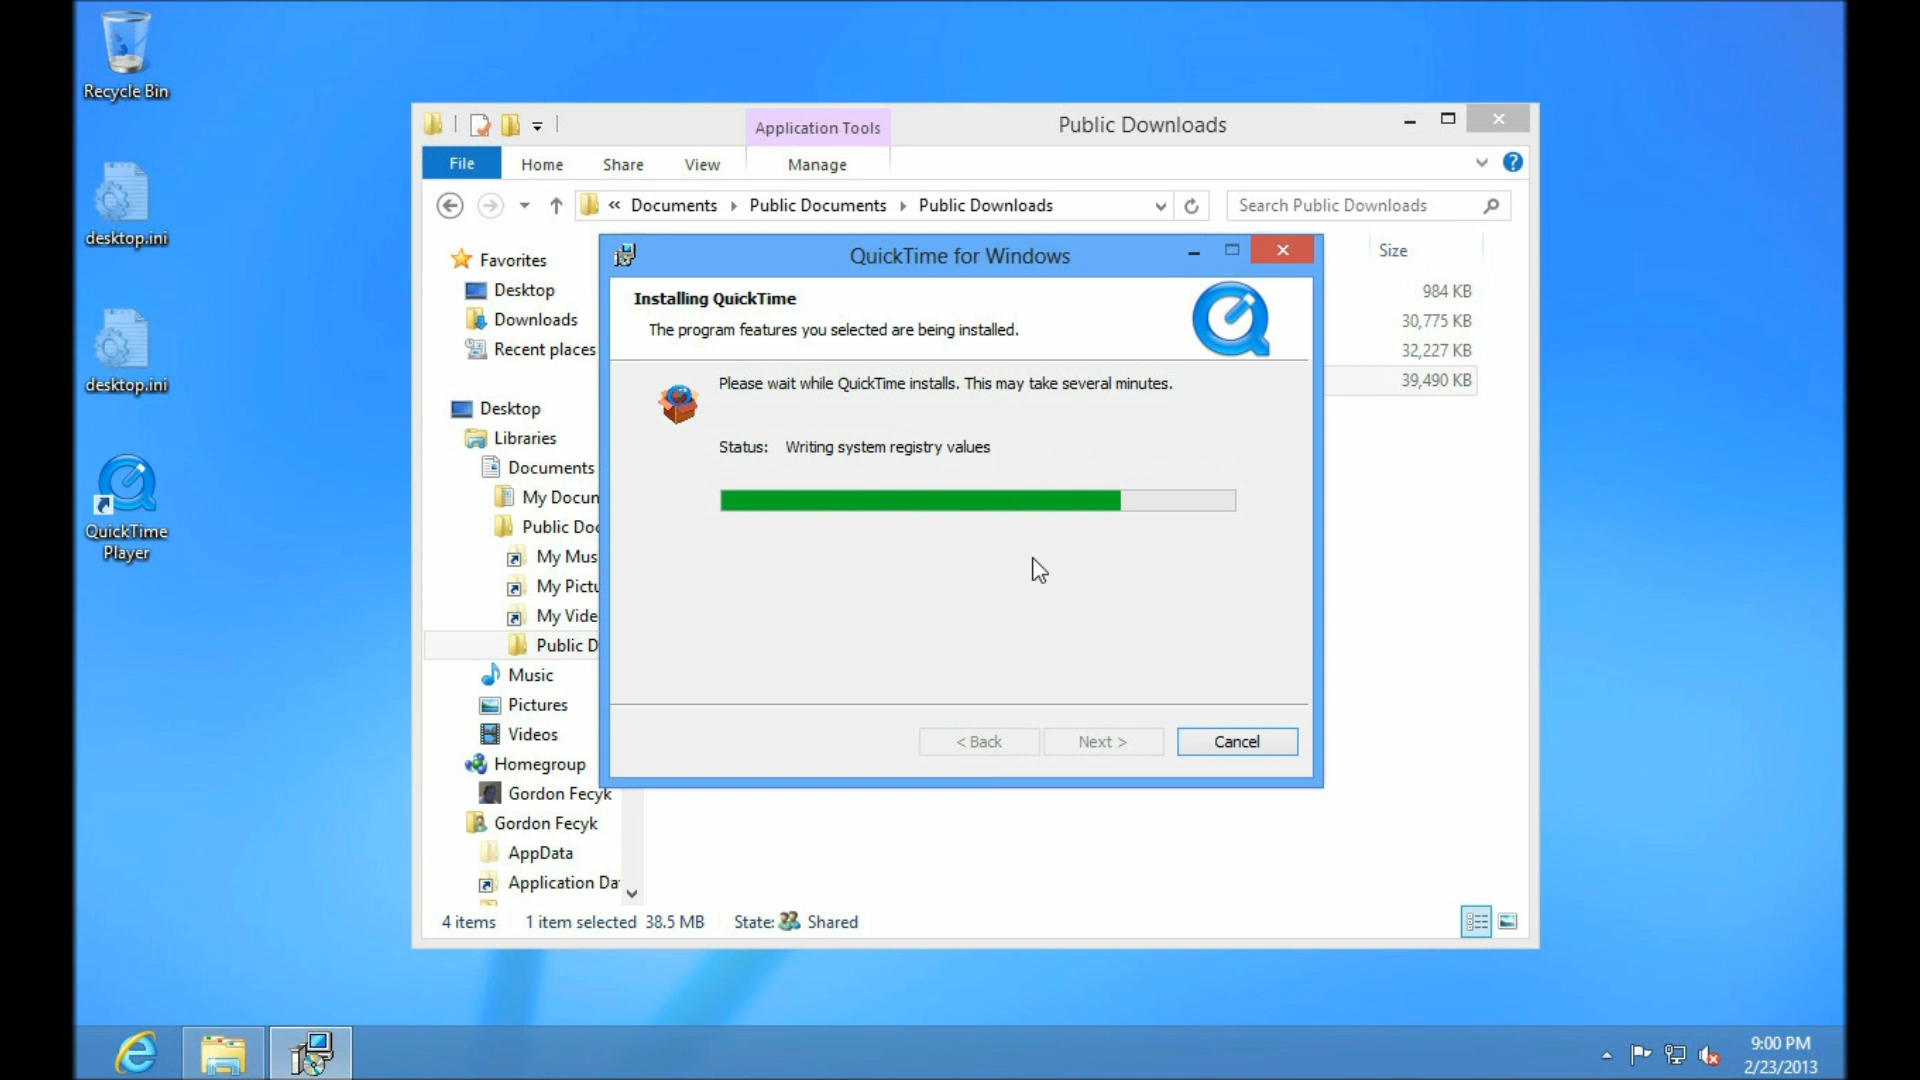 Recycle Bin
desktop.ini
desktop.ini
QuickTime
Player
Application Tools
Public Downloads
File
Home
Share
View
Manage
« Documents Public Documents Public Downloads
Search Public Downloads
Favorites
Desktop
Downloads
Recent places
Desktop
Libraries
Documents
My Docun
Public Doc
My Mus
My Pictu
My Vide
Public D
Music
Pictures
Videos
Homegroup
Gordon Fecyk
Gordon Fecyk
AppData
Application Da
Size
984 KB
30,775 KB
32,227 KB
39,490 KB
QuickTime for Windows
Installing QuickTime
The program features you selected are being installed.
Please wait while QuickTime installs. This may take several minutes.
Status: Writing system registry values
< Back
Next >
Cancel
4 items 1 item selected 38.5 MB State: Shared
9:00 PM
2/23/2013